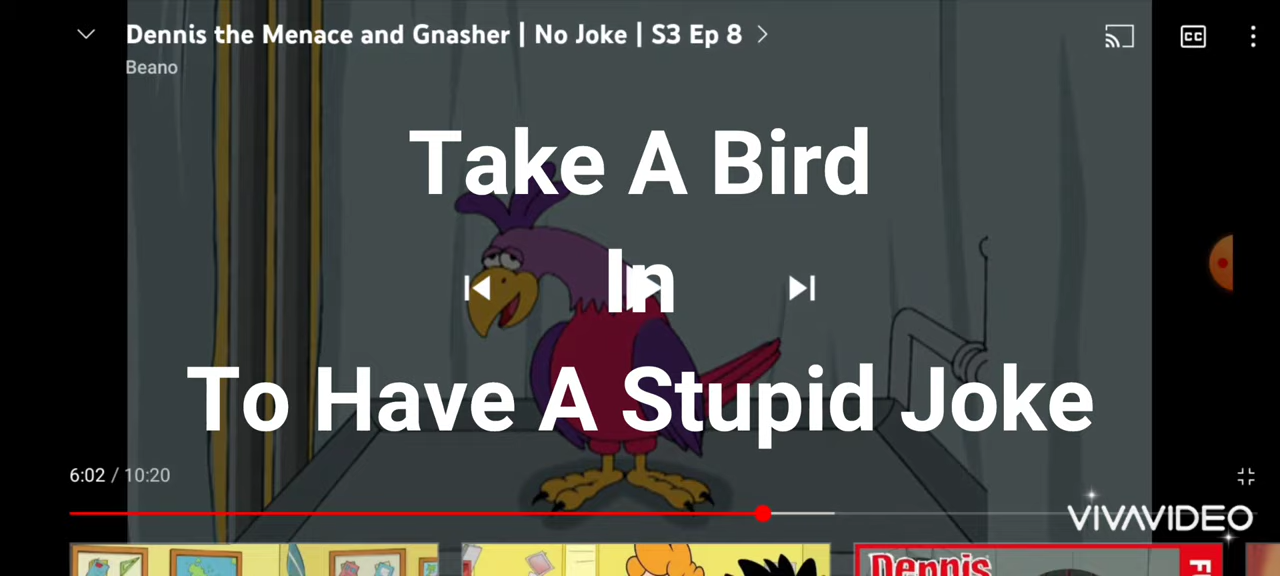 Dennis the Menace and Gnasher | No Joke | S3 Ep 8
Beano
CC
Take A Bird
In
To Have A Stupid Joke
6:02 / 10:20
VIVAVIDEO
Dennis